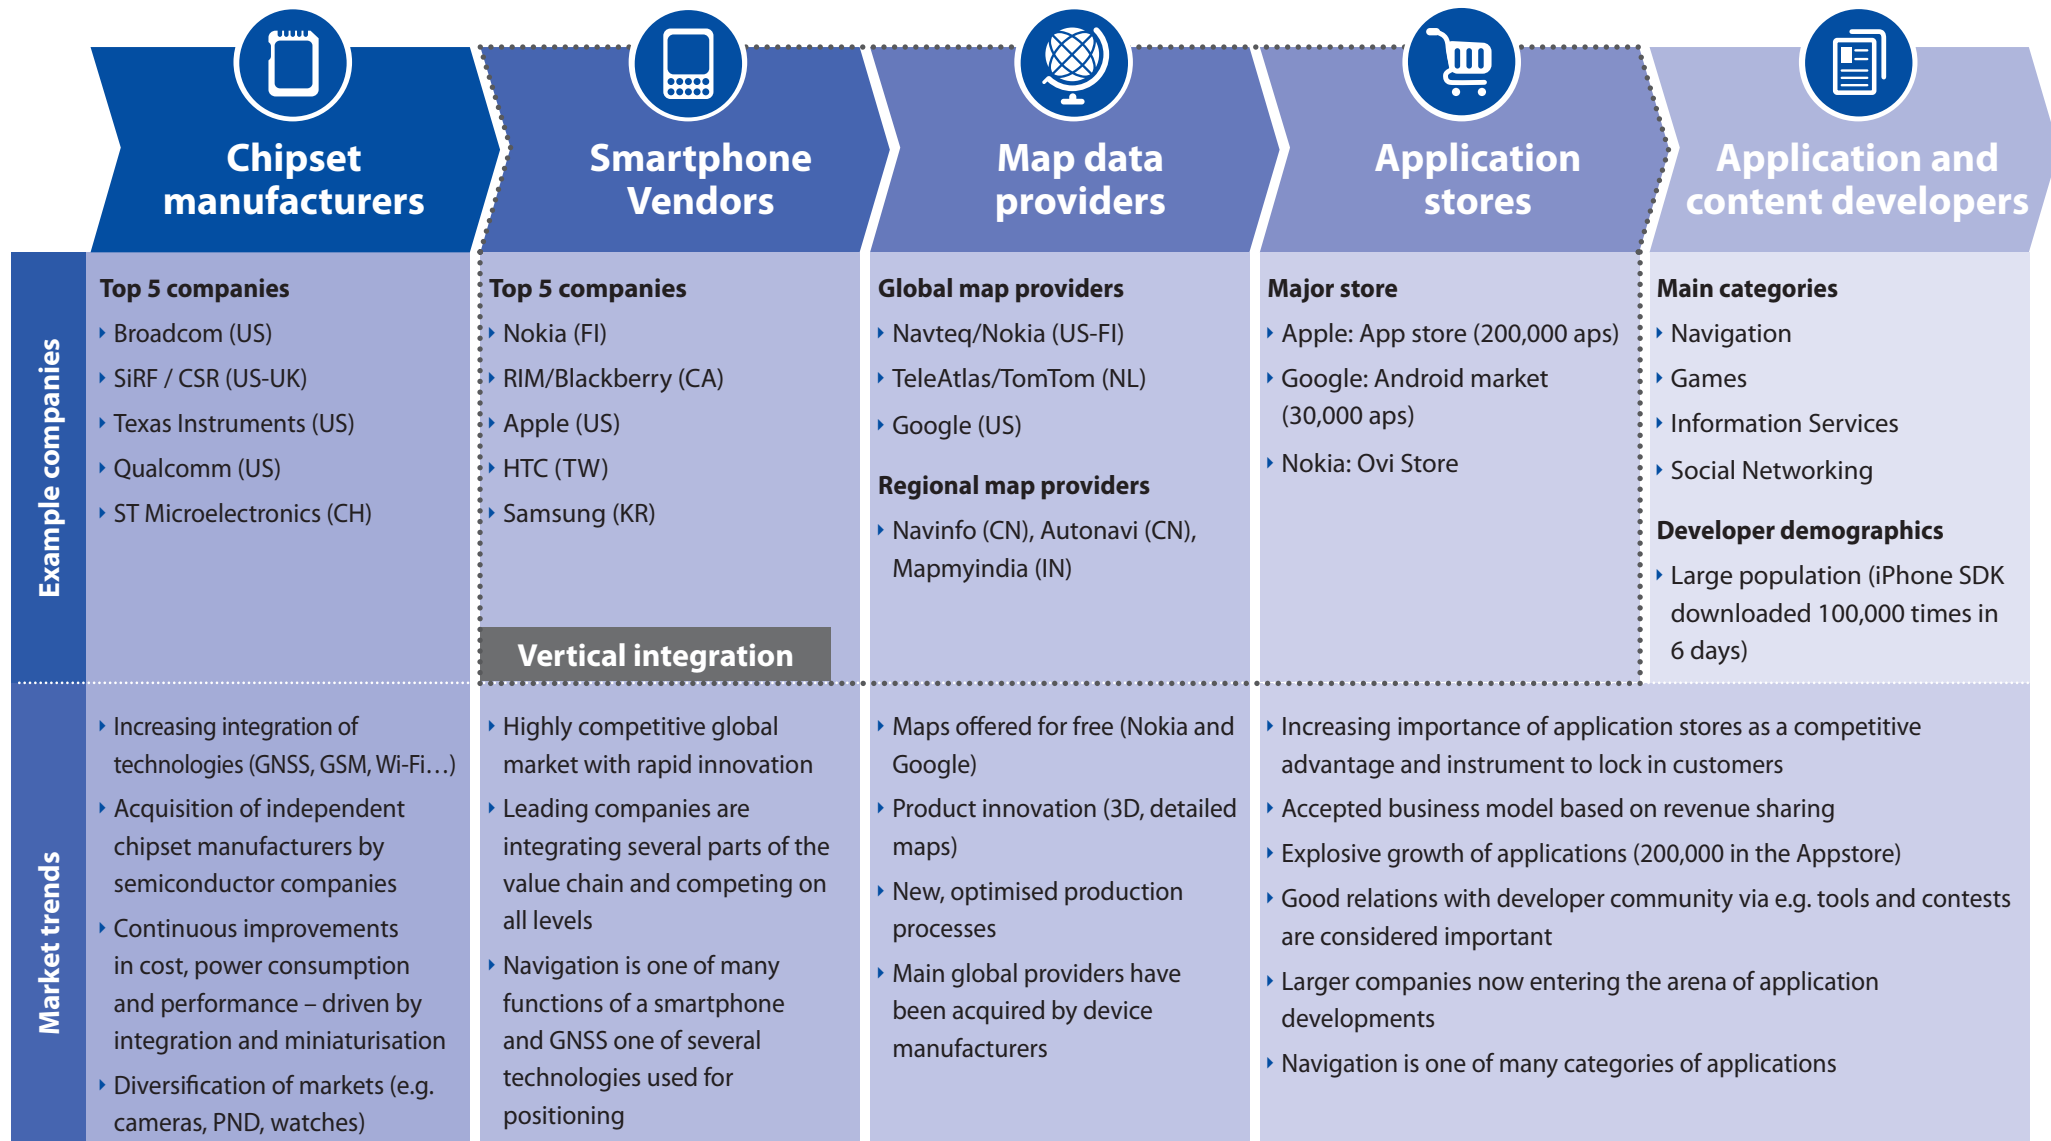 Chipset
manufacturers
Smartphone
Vendors
Map data
providers
Application
stores
Application and
content developers
Example companies
Top 5 companies
Broadcom (US)
SiRF / CSR (US-UK)
Texas Instruments (US)
Qualcomm (US)
ST Microelectronics (CH)
Top 5 companies
Nokia (FI)
RIM/Blackberry (CA)
Apple (US)
HTC (TW)
Samsung (KR)
Vertical integration
Global map providers
Navteq/Nokia (US-FI)
TeleAtlas/TomTom (NL)
Google (US)
Regional map providers
Navinfo (CN), Autonavi (CN),
Mapmyindia (IN)
Major store
Apple: App store (200,000 aps)
Google: Android market
(30,000 aps)
Nokia: Ovi Store
Main categories
Navigation
Games
Information Services
Social Networking
Developer demographics
Large population (iPhone SDK
downloaded 100,000 times in
6 days)
Market trends
Increasing integration of
technologies (GNSS, GSM, Wi-Fi…)
Acquisition of independent
chipset manufacturers by
semiconductor companies
Continuous improvements
in cost, power consumption
and performance – driven by
integration and miniaturisation
Diversification of markets (e.g.
cameras, PND, watches)
Highly competitive global
market with rapid innovation
Leading companies are
integrating several parts of the
value chain and competing on
all levels
Navigation is one of many
functions of a smartphone
and GNSS one of several
technologies used for
positioning
Maps offered for free (Nokia and
Google)
Product innovation (3D, detailed
maps)
New, optimised production
processes
Main global providers have
been acquired by device
manufacturers
Increasing importance of application stores as a competitive
advantage and instrument to lock in customers
Accepted business model based on revenue sharing
Explosive growth of applications (200,000 in the Appstore)
Good relations with developer community via e.g. tools and contests
are considered important
Larger companies now entering the arena of application
developments
Navigation is one of many categories of applications